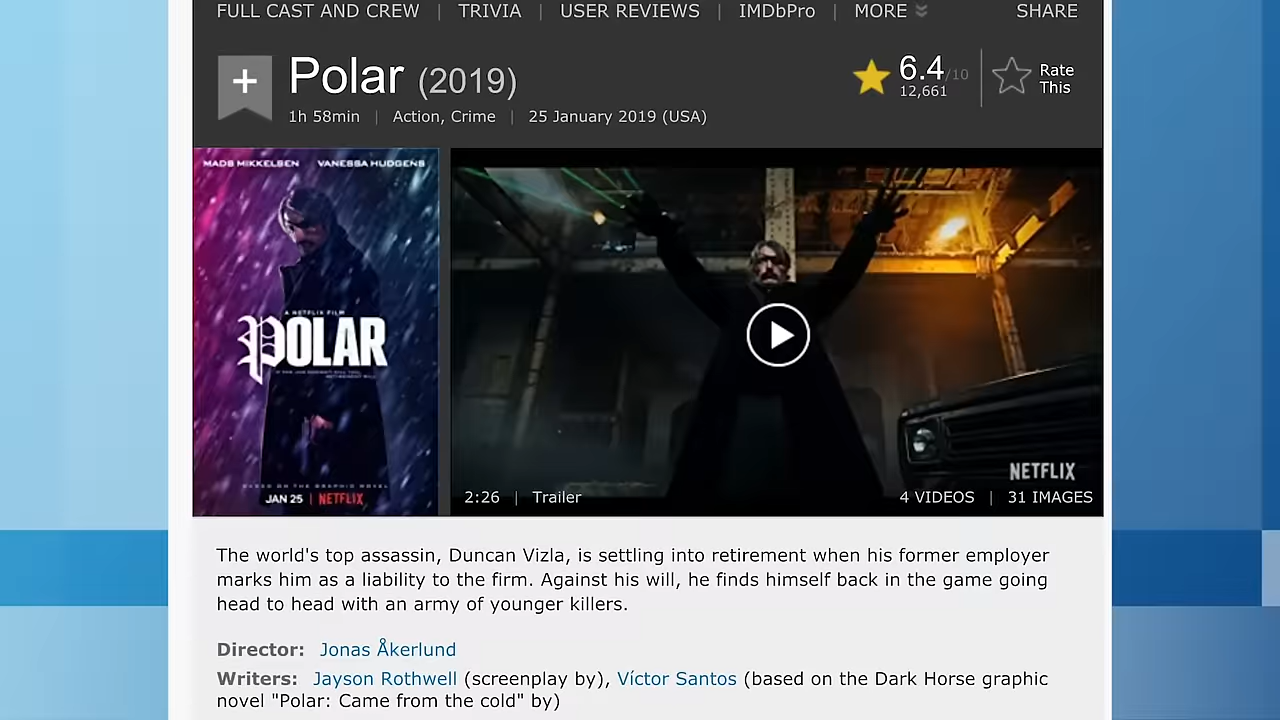 FULL CAST AND CREW | TRIVIA | USER REVIEWS | IMDbPro | MORE SHARE
+ Polar (2019)
6.4/10
12,661
Rate
This
1h 58min | Action, Crime | 25 January 2019 (USA)
MADS MIKKELSEN VANESSA HUDGENS
A NETFLIX FILM
POLAR
BASED ON THE GRAPHIC NOVEL
JAN 25 | NETFLIX
NETFLIX
2:26 | Trailer
4 VIDEOS | 31 IMAGES
The world's top assassin, Duncan Vizla, is settling into retirement when his former employer
marks him as a liability to the firm. Against his will, he finds himself back in the game going
head to head with an army of younger killers.
Director: Jonas Åkerlund
Writers: Jayson Rothwell (screenplay by), Víctor Santos (based on the Dark Horse graphic
novel "Polar: Came from the cold" by)